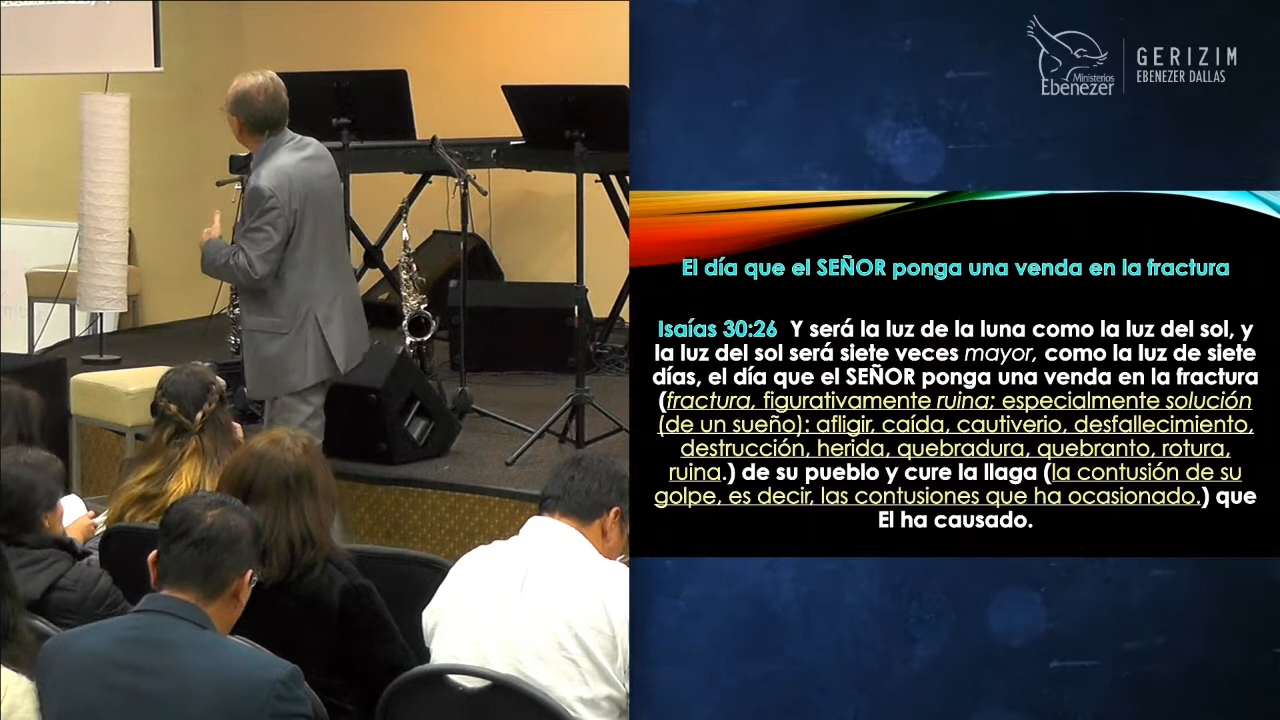 Ministerios
Ebenezer
GERIZIM
EBENEZER DALLAS
El día que el SEÑOR ponga una venda en la fractura
Isaías 30:26 Y será la luz de la luna como la luz del sol, y
la luz del sol será siete veces mayor, como la luz de siete
días, el día que el SEÑOR ponga una venda en la fractura
(fractura, figurativamente ruina; especialmente solución
(de un sueño): afligir, caída, cautiverio, desfallecimiento,
destrucción, herida, quebradura, quebranto, rotura,
ruina.) de su pueblo y cure la llaga (la contusión de su
golpe, es decir, las contusiones que ha ocasionado.) que
El ha causado.